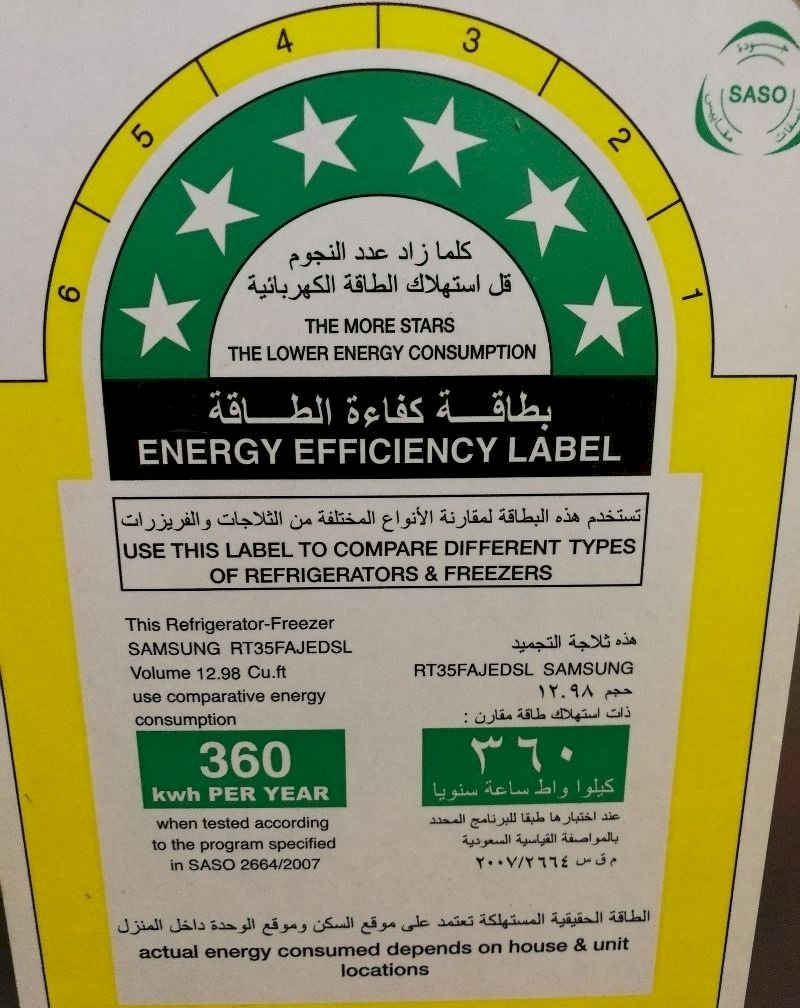 4
3
5
2
6
1
جودة
SASO
مقاييس
كلما زاد عدد النجوم
قل استهلاك الطاقة الكهربائية
THE MORE STARS
THE LOWER ENERGY CONSUMPTION
بطاقة كفاءة الطاقة
ENERGY EFFICIENCY LABEL
تستخدم هذه البطاقة لمقارنة الأنواع المختلفة من الثلاجات والفريزرات
USE THIS LABEL TO COMPARE DIFFERENT TYPES
OF REFRIGERATORS & FREEZERS
This Refrigerator-Freezer
SAMSUNG RT35FAJEDSL
Volume 12.98 Cu.ft
use comparative energy
consumption
360
kwh PER YEAR
when tested according
to the program specified
in SASO 2664/2007
هذه ثلاجة التجميد
RT35FAJEDSL SAMSUNG
حجم ١٢.٩٨
ذات استهلاك طاقة مقارن :
٣٦٠
كيلوا واط ساعة سنويا
عند اختبارها طبقا للبرنامج المحدد
بالمواصفة القياسية السعودية
م ق س ٢٠٠٧/٢٦٦٤
الطاقة الحقيقية المستهلكة تعتمد على موقع السكن وموقع الوحدة داخل المنزل
actual energy consumed depends on house & unit
locations